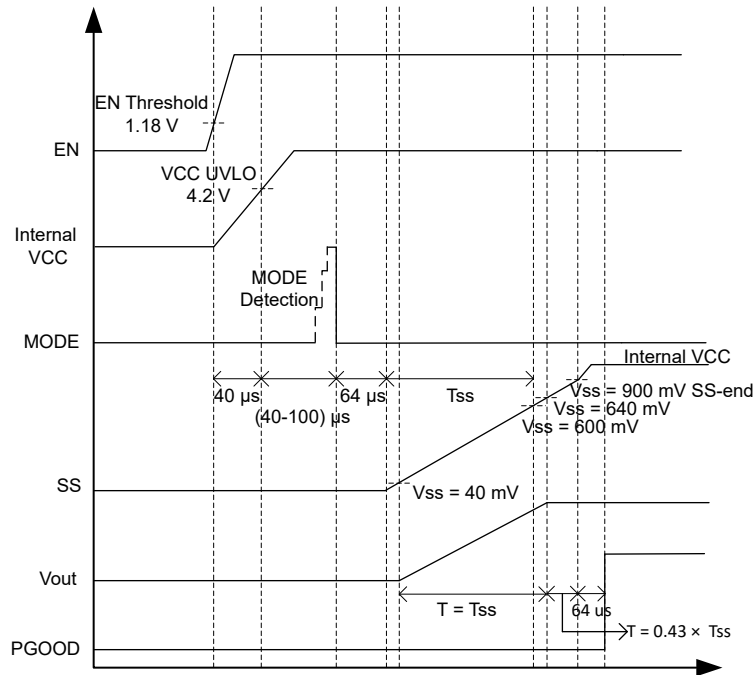 EN Threshold
1.18 V
EN
VCC UVLO
4.2 V
Internal
VCC
MODE
Detection
MODE
Internal VCC
40 µs
64 µs
Tss
(40-100) µs
Vss = 900 mV SS-end
Vss = 640 mV
Vss = 600 mV
SS
Vss = 40 mV
Vout
T = Tss
64 us
T = 0.43 × Tss
PGOOD